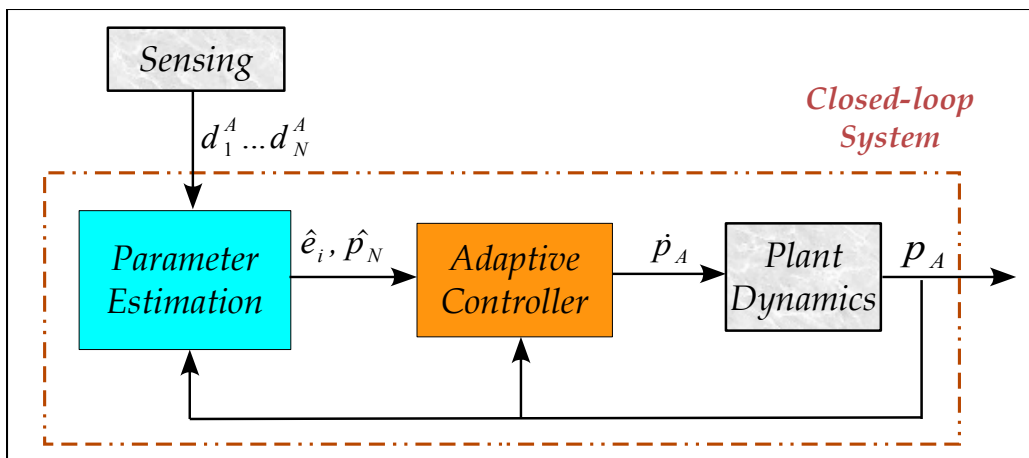 Sensing
Closed-loop
System
d_1^A ... d_N^A
Parameter
Estimation
ê_i, p̂_N
Adaptive
Controller
ṗ_A
Plant
Dynamics
p_A